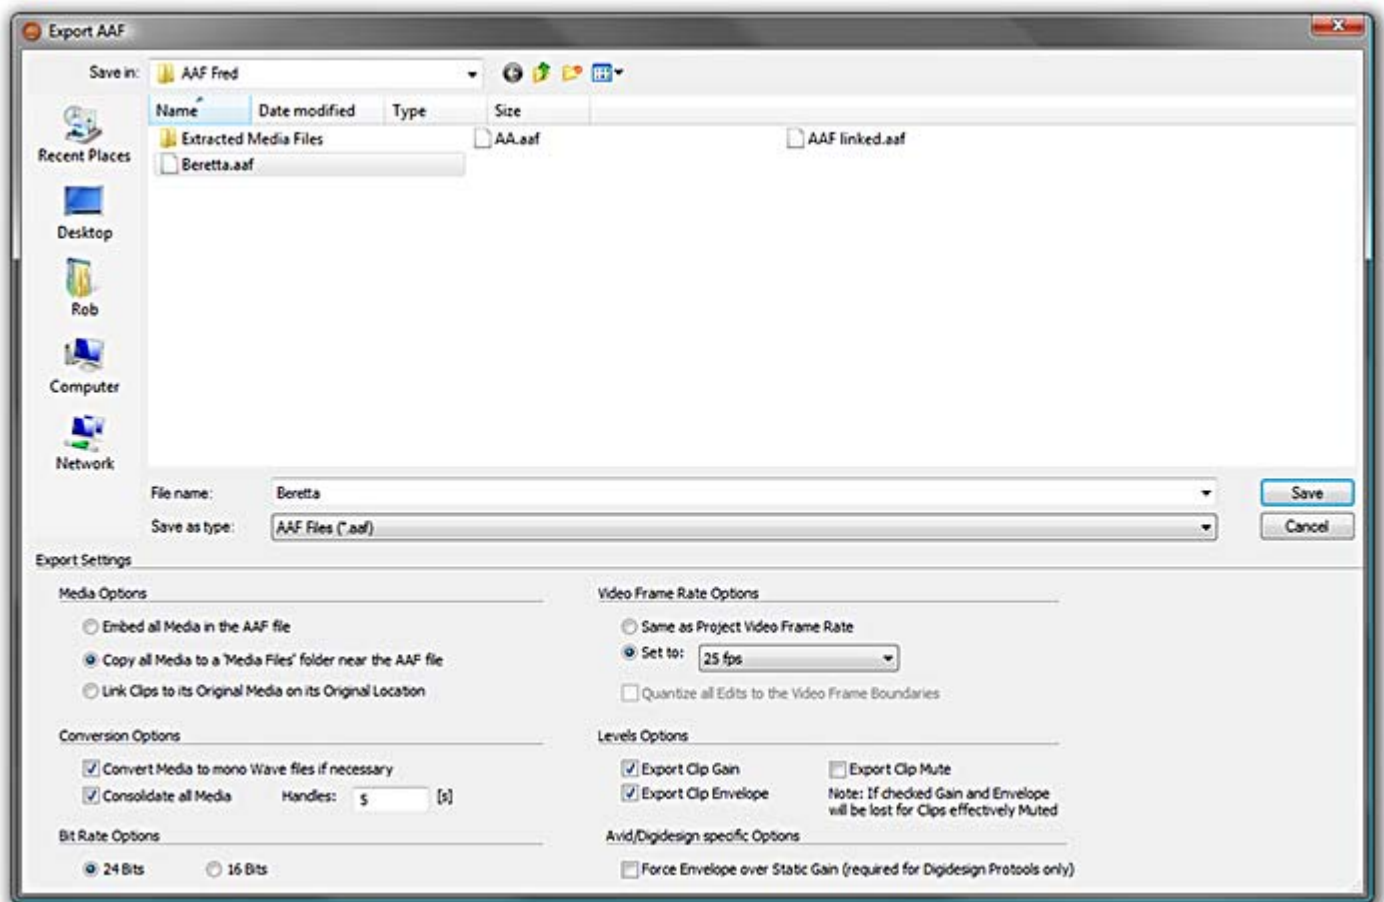 Export AAF
Save in: AAF Fred
Name Date modified Type Size
Extracted Media Files AA.aaf AAF linked.aaf
Beretta.aaf
Recent Places
Desktop
Rob
Computer
Network
File name: Beretta Save
Save as type: AAF Files (*.aaf) Cancel
Export Settings
Media Options
Embed all Media in the AAF file
Copy all Media to a 'Media Files' folder near the AAF file
Link Clips to its Original Media on its Original Location
Video Frame Rate Options
Same as Project Video Frame Rate
Set to: 25 fps
Quantize all Edits to the Video Frame Boundaries
Conversion Options
Convert Media to mono Wave files if necessary
Consolidate all Media Handles: 5 [s]
Levels Options
Export Clip Gain Export Clip Mute
Export Clip Envelope Note: If checked Gain and Envelope
will be lost for Clips effectively Muted
Bit Rate Options
24 Bits 16 Bits
Avid/Digidesign specific Options
Force Envelope over Static Gain (required for Digidesign Protools only)